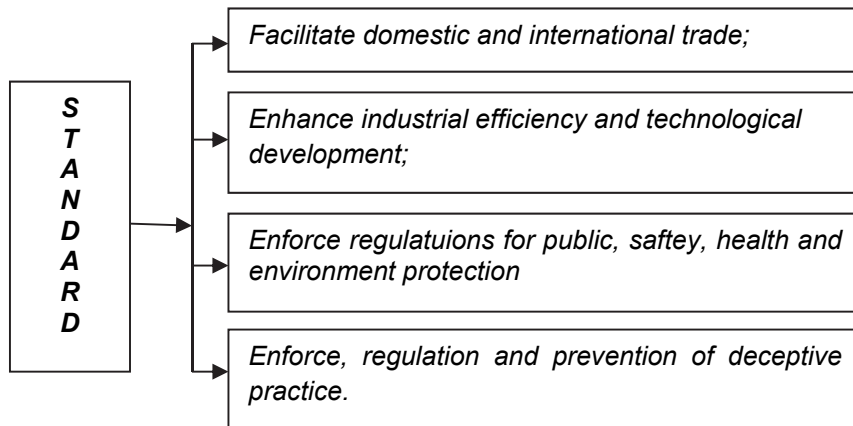 STANDARD
Facilitate domestic and international trade;
Enhance industrial efficiency and technological
development;
Enforce regulatuions for public, saftey, health and
environment protection
Enforce, regulation and prevention of deceptive
practice.